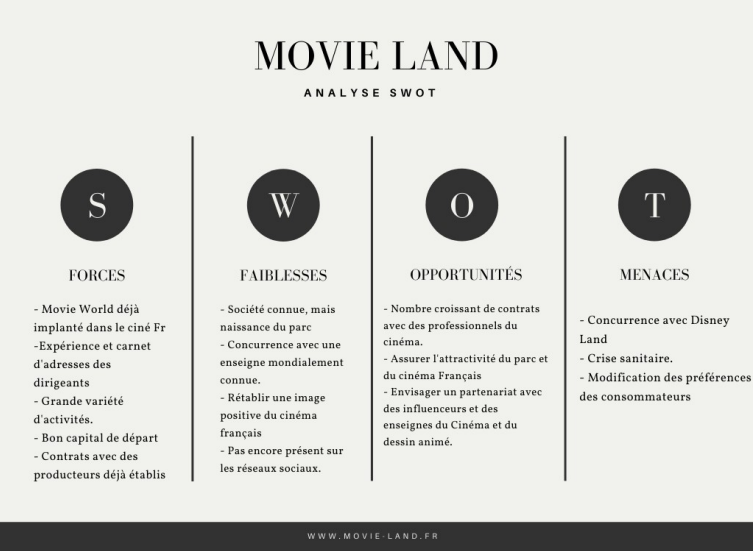 MOVIE LAND
ANALYSE SWOT
S
FORCES
- Movie World déjà
implanté dans le ciné Fr
-Expérience et carnet
d'adresses des
dirigeants
- Grande variété
d'activités.
- Bon capital de départ
- Contrats avec des
producteurs déjà établis
W
FAIBLESSES
- Société connue, mais
naissance du parc
- Concurrence avec une
enseigne mondialement
connue.
- Rétablir une image
positive du cinéma
français
- Pas encore présent sur
les réseaux sociaux.
O
OPPORTUNITÉS
- Nombre croissant de contrats
avec des professionnels du
cinéma.
- Assurer l'attractivité du parc et
du cinéma Français
- Envisager un partenariat avec
des influenceurs et des
enseignes du Cinéma et du
dessin animé.
T
MENACES
- Concurrence avec Disney
Land
- Crise sanitaire.
- Modification des préférences
des consommateurs
WWW.MOVIE-LAND.FR